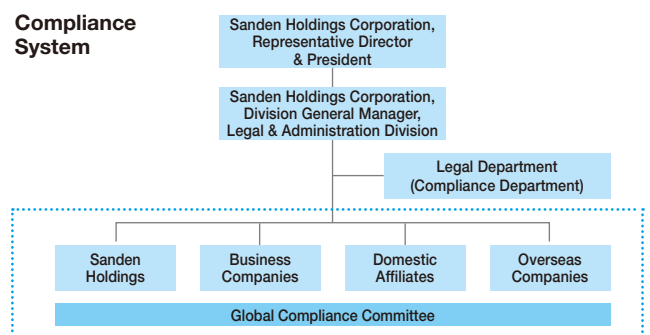 Compliance
System
Sanden Holdings Corporation,
Representative Director
& President
Sanden Holdings Corporation,
Division General Manager,
Legal & Administration Division
Legal Department
(Compliance Department)
Sanden
Holdings
Business
Companies
Domestic
Affiliates
Overseas
Companies
Global Compliance Committee